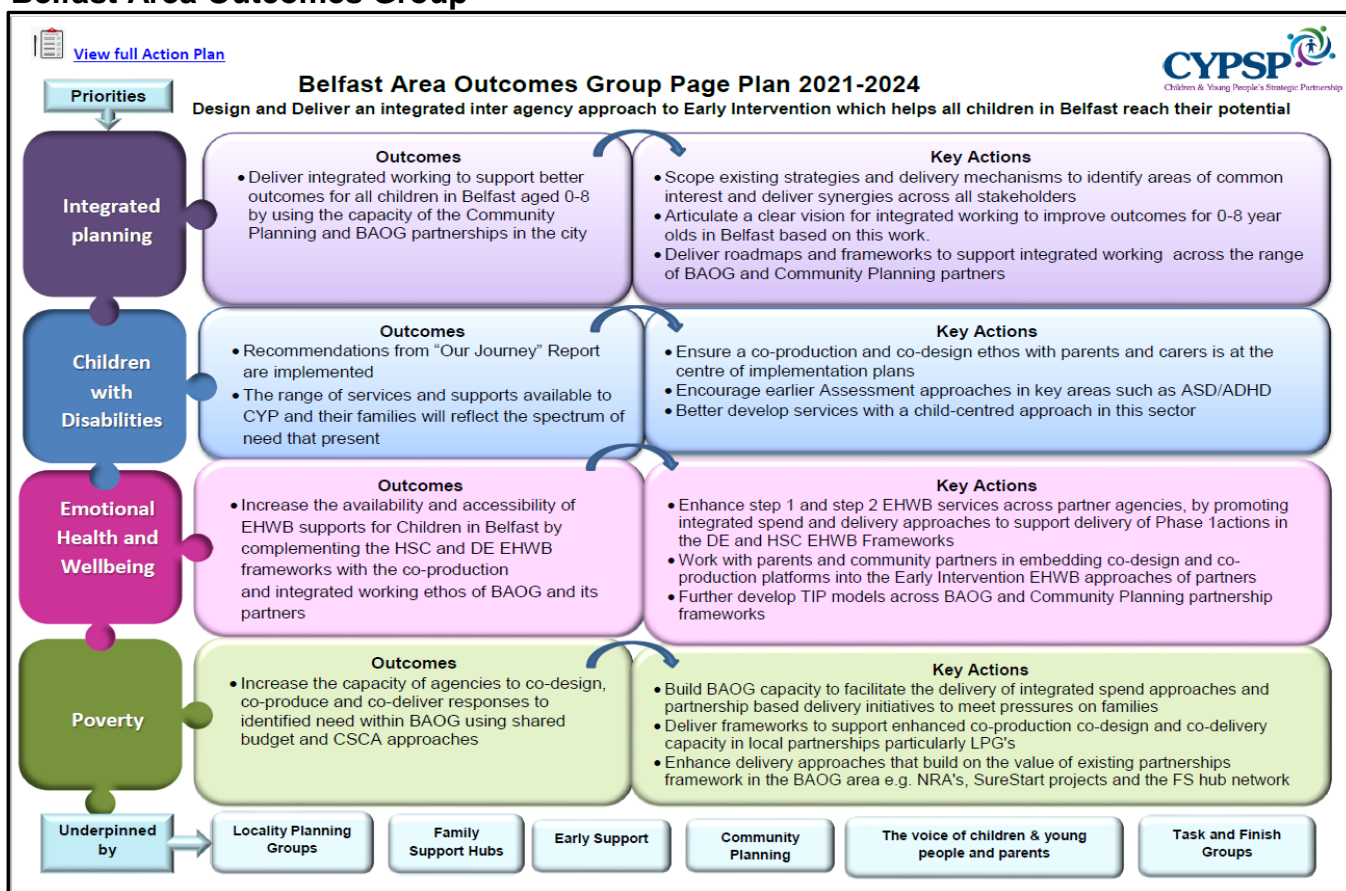 Belfast Area Outcomes Group
View full Action Plan
CYPSP
Children & Young People's Strategic Partnership
Belfast Area Outcomes Group Page Plan 2021-2024
Design and Deliver an integrated inter agency approach to Early Intervention which helps all children in Belfast reach their potential
Priorities
Integrated
planning
Outcomes
• Deliver integrated working to support better
outcomes for all children in Belfast aged 0-8
by using the capacity of the Community
Planning and BAOG partnerships in the city
Key Actions
• Scope existing strategies and delivery mechanisms to identify areas of common
interest and deliver synergies across all stakeholders
• Articulate a clear vision for integrated working to improve outcomes for 0-8 year
olds in Belfast based on this work.
• Deliver roadmaps and frameworks to support integrated working across the range
of BAOG and Community Planning partners
Children
with
Disabilities
Outcomes
• Recommendations from “Our Journey” Report
are implemented
• The range of services and supports available to
CYP and their families will reflect the spectrum of
need that present
Key Actions
• Ensure a co-production and co-design ethos with parents and carers is at the
centre of implementation plans
• Encourage earlier Assessment approaches in key areas such as ASD/ADHD
• Better develop services with a child-centred approach in this sector
Emotional
Health and
Wellbeing
Outcomes
• Increase the availability and accessibility of
EHWB supports for Children in Belfast by
complementing the HSC and DE EHWB
frameworks with the co-production
and integrated working ethos of BAOG and its
partners
Key Actions
• Enhance step 1 and step 2 EHWB services across partner agencies, by promoting
integrated spend and delivery approaches to support delivery of Phase 1actions in
the DE and HSC EHWB Frameworks
• Work with parents and community partners in embedding co-design and co-
production platforms into the Early Intervention EHWB approaches of partners
• Further develop TIP models across BAOG and Community Planning partnership
frameworks
Poverty
Outcomes
• Increase the capacity of agencies to co-design,
co-produce and co-deliver responses to
identified need within BAOG using shared
budget and CSCA approaches
Key Actions
• Build BAOG capacity to facilitate the delivery of integrated spend approaches and
partnership based delivery initiatives to meet pressures on families
• Deliver frameworks to support enhanced co-production co-design and co-delivery
capacity in local partnerships particularly LPG's
• Enhance delivery approaches that build on the value of existing partnerships
framework in the BAOG area e.g. NRA's, SureStart projects and the FS hub network
Underpinned
by
Locality Planning
Groups
Family
Support Hubs
Early Support
Community
Planning
The voice of children & young
people and parents
Task and Finish
Groups